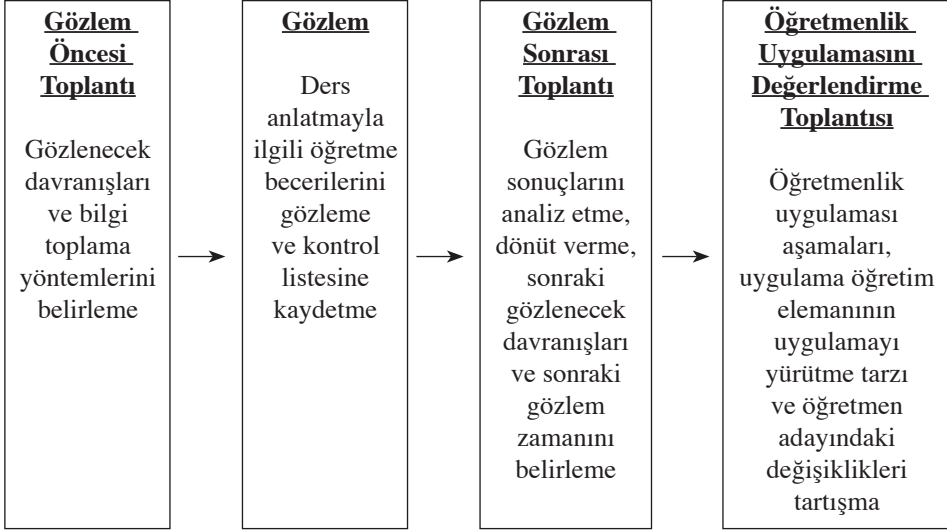 Gözlem
Öncesi
Toplantı
Gözlenecek
davranışları
ve bilgi
toplama
yöntemlerini
belirleme
Gözlem
Ders
anlatmayla
ilgili öğretme
becerilerini
gözleme
ve kontrol
listesine
kaydetme
Gözlem
Sonrası
Toplantı
Gözlem
sonuçlarını
analiz etme,
dönüt verme,
sonraki
gözlenecek
davranışları
ve sonraki
gözlem
zamanını
belirleme
Öğretmenlik
Uygulamasını
Değerlendirme
Toplantısı
Öğretmenlik
uygulaması
aşamaları,
uygulama öğretim
elemanının
uygulamayı
yürütme tarzı
ve öğretmen
adayındaki
değişiklikleri
tartışma